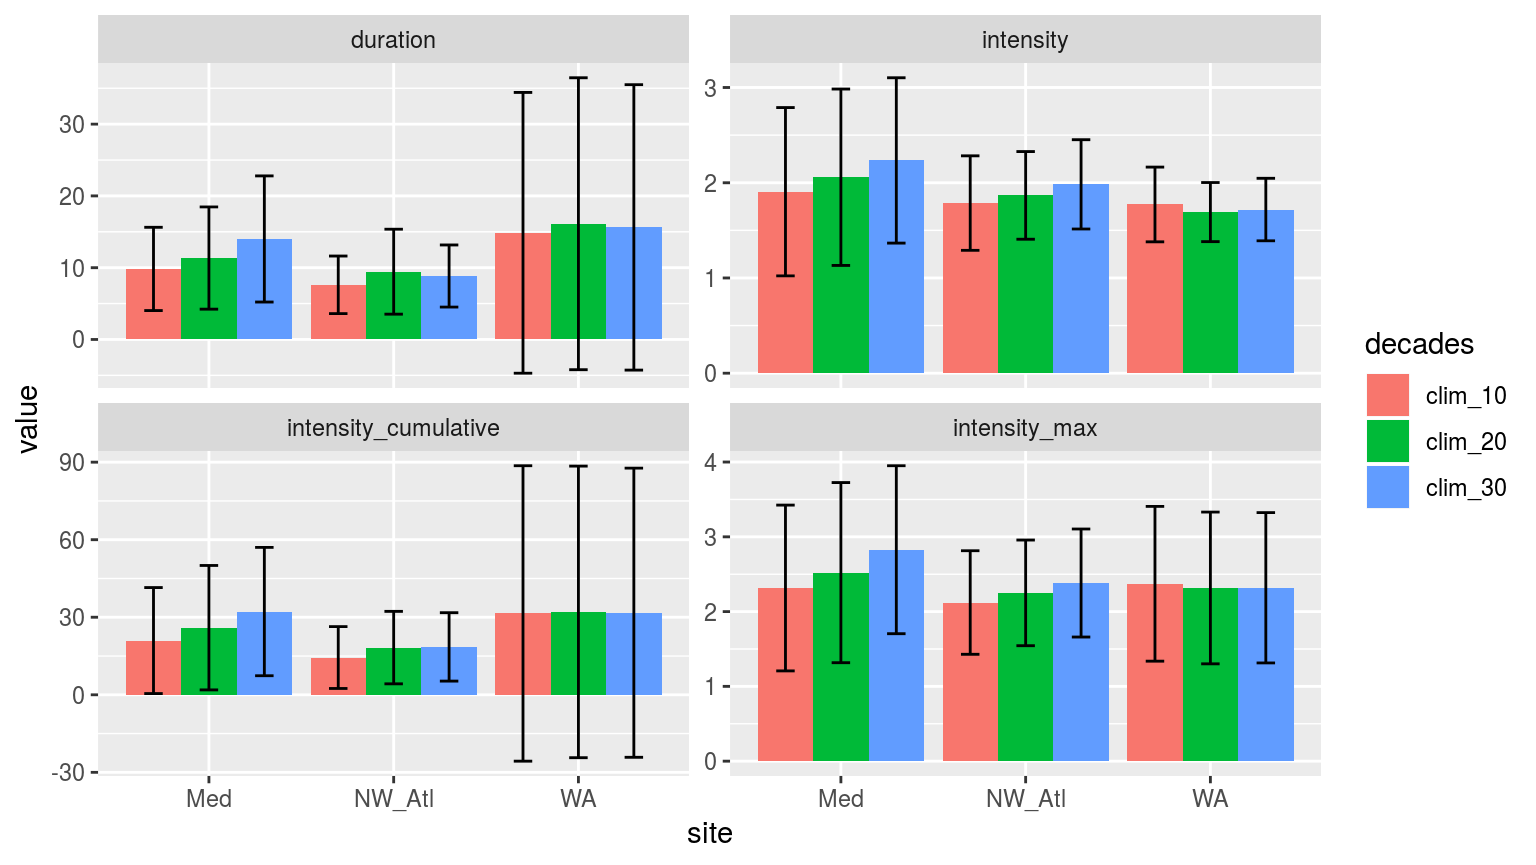 duration
intensity
30
20
10
0
3
2
1
0
intensity_cumulative
intensity_max
90
60
30
0
-30
4
3
2
1
0
Med
NW_Atl
WA
Med
NW_Atl
WA
site
value
decades
clim_10
clim_20
clim_30